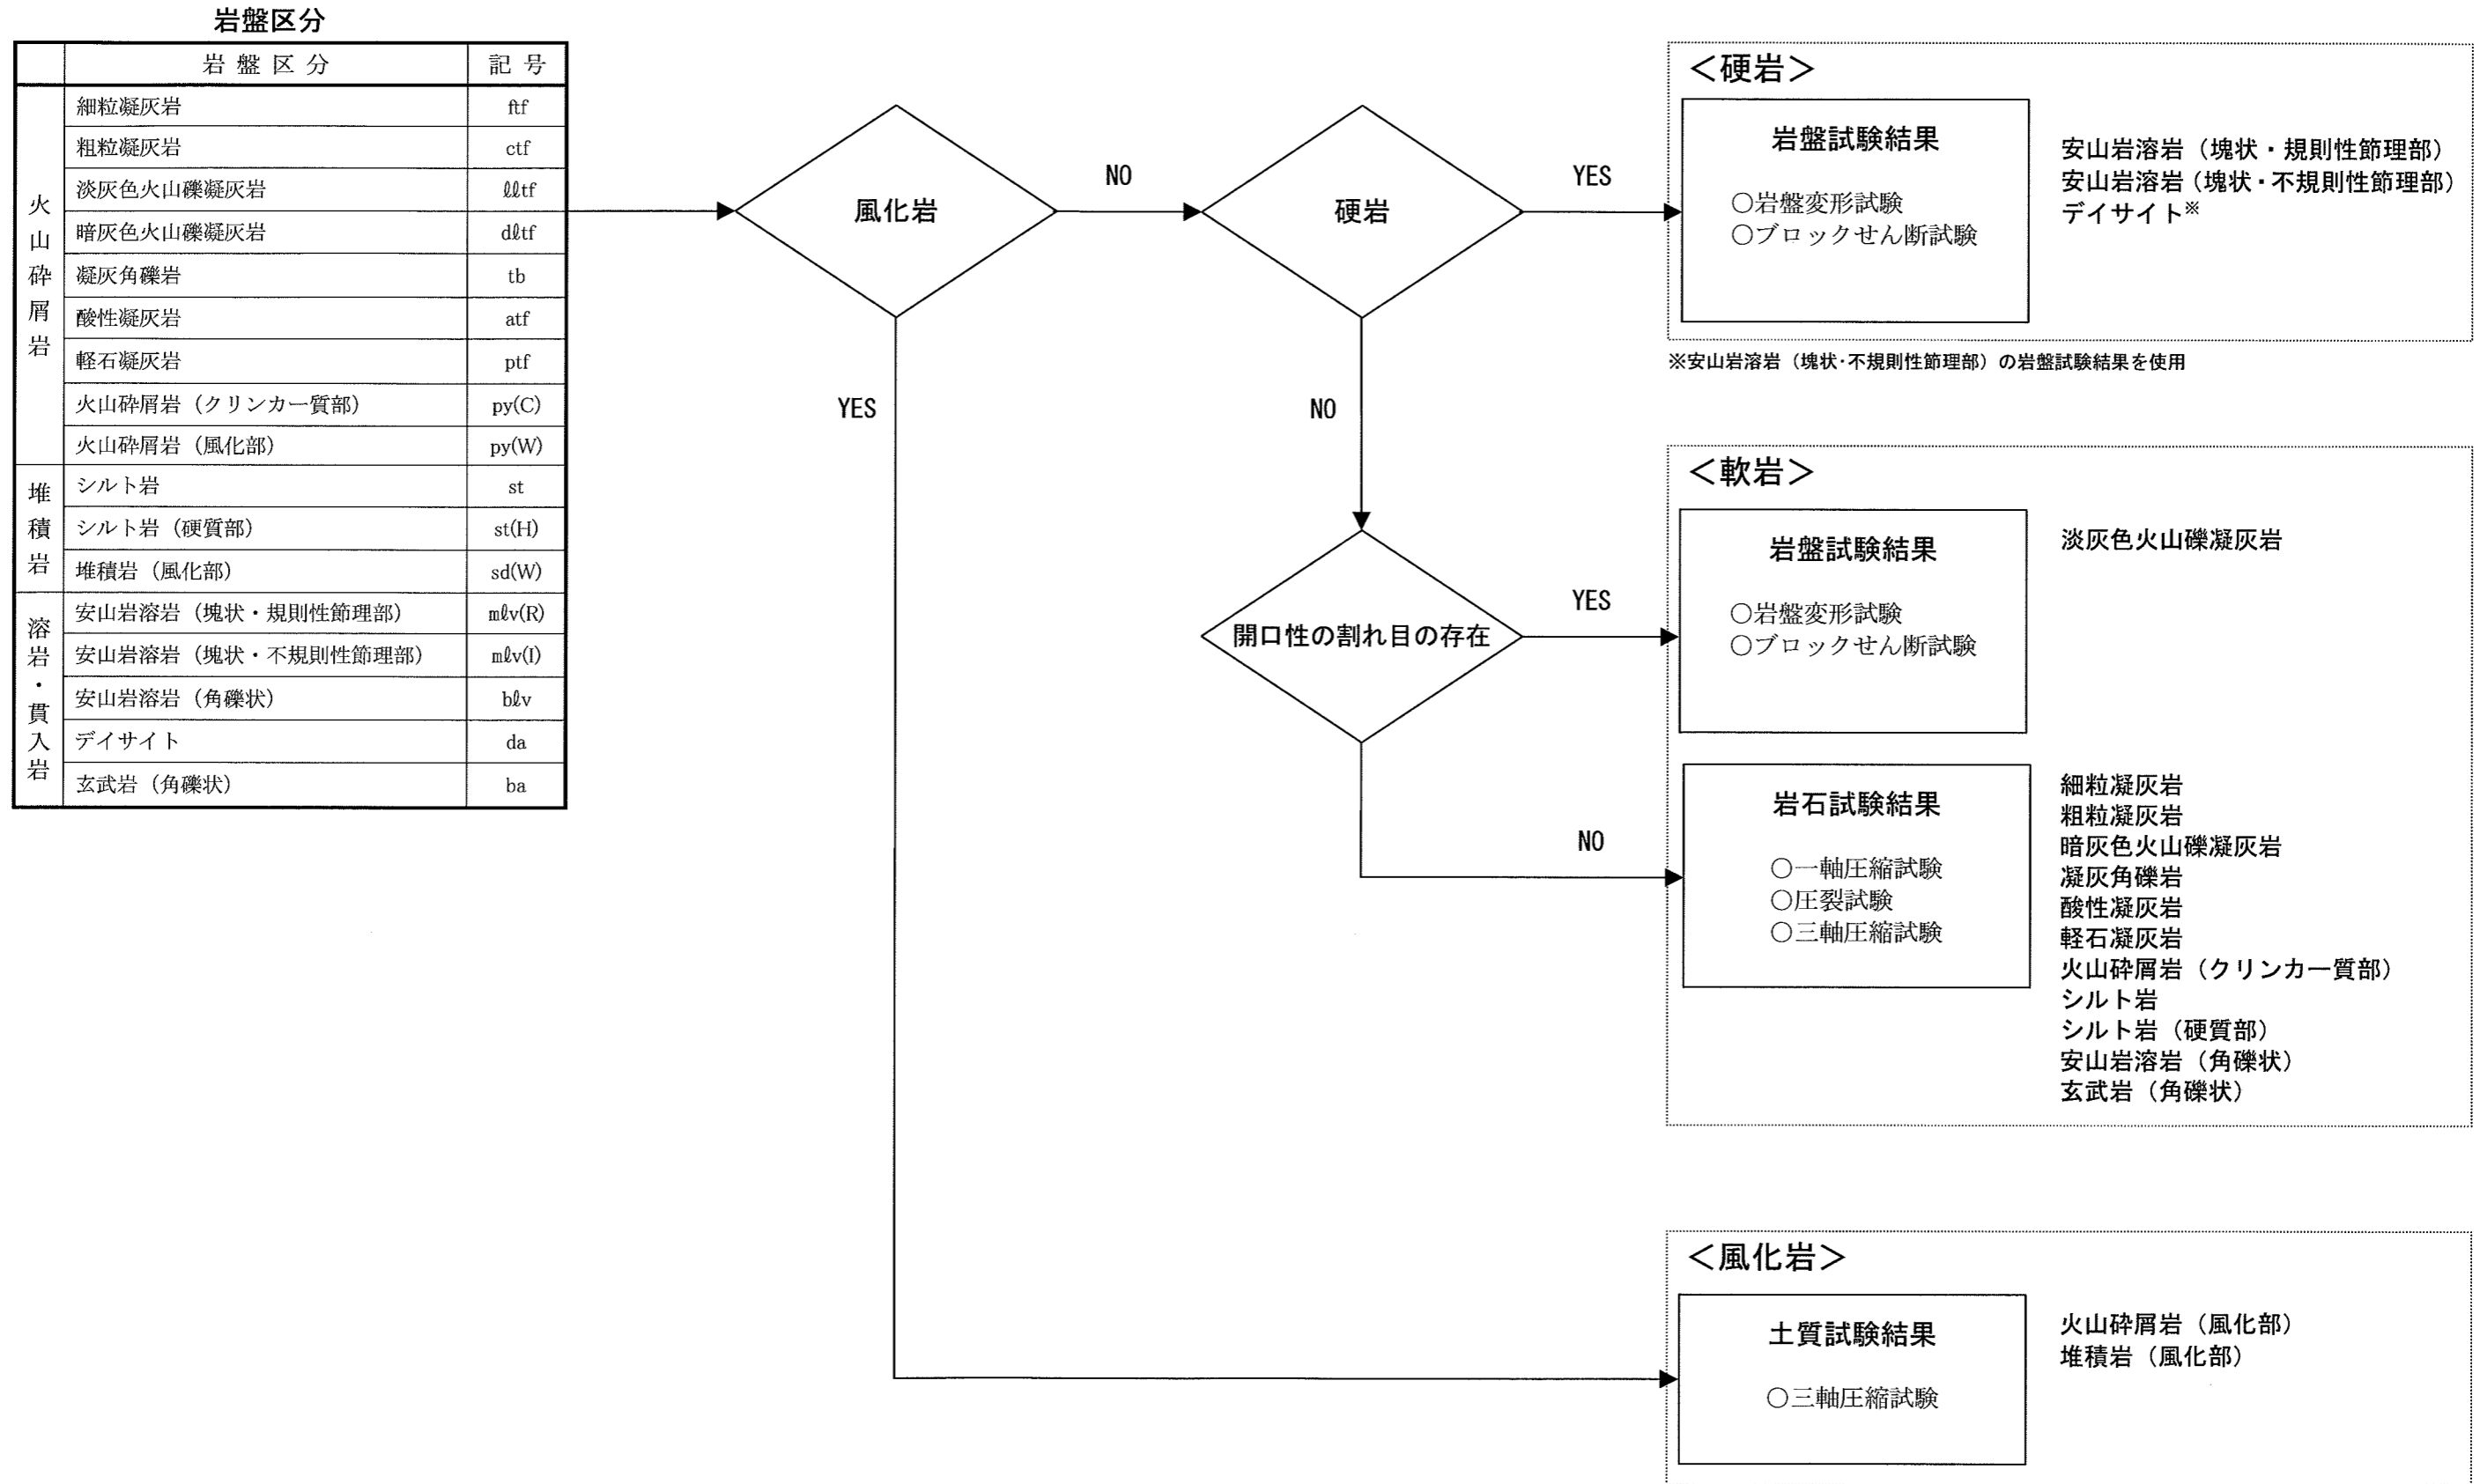 岩盤区分
岩盤区分 記号
火山砕屑岩
細粒凝灰岩 ftf
粗粒凝灰岩 ctf
淡灰色火山礫凝灰岩 ℓℓtf
暗灰色火山礫凝灰岩 dℓtf
凝灰角礫岩 tb
酸性凝灰岩 atf
軽石凝灰岩 ptf
火山砕屑岩（クリンカー質部） py(C)
火山砕屑岩（風化部） py(W)
堆積岩
シルト岩 st
シルト岩（硬質部） st(H)
堆積岩（風化部） sd(W)
溶岩・貫入岩
安山岩溶岩（塊状・規則性節理部） mℓv(R)
安山岩溶岩（塊状・不規則性節理部） mℓv(I)
安山岩溶岩（角礫状） bℓv
デイサイト da
玄武岩（角礫状） ba
風化岩
NO
YES
硬岩
YES
NO
開口性の割れ目の存在
YES
NO
＜硬岩＞
岩盤試験結果
○岩盤変形試験
○ブロックせん断試験
安山岩溶岩（塊状・規則性節理部）
安山岩溶岩（塊状・不規則性節理部）
デイサイト※
※安山岩溶岩（塊状・不規則性節理部）の岩盤試験結果を使用
＜軟岩＞
岩盤試験結果
○岩盤変形試験
○ブロックせん断試験
淡灰色火山礫凝灰岩
岩石試験結果
○一軸圧縮試験
○圧裂試験
○三軸圧縮試験
細粒凝灰岩
粗粒凝灰岩
暗灰色火山礫凝灰岩
凝灰角礫岩
酸性凝灰岩
軽石凝灰岩
火山砕屑岩（クリンカー質部）
シルト岩
シルト岩（硬質部）
安山岩溶岩（角礫状）
玄武岩（角礫状）
＜風化岩＞
土質試験結果
○三軸圧縮試験
火山砕屑岩（風化部）
堆積岩（風化部）